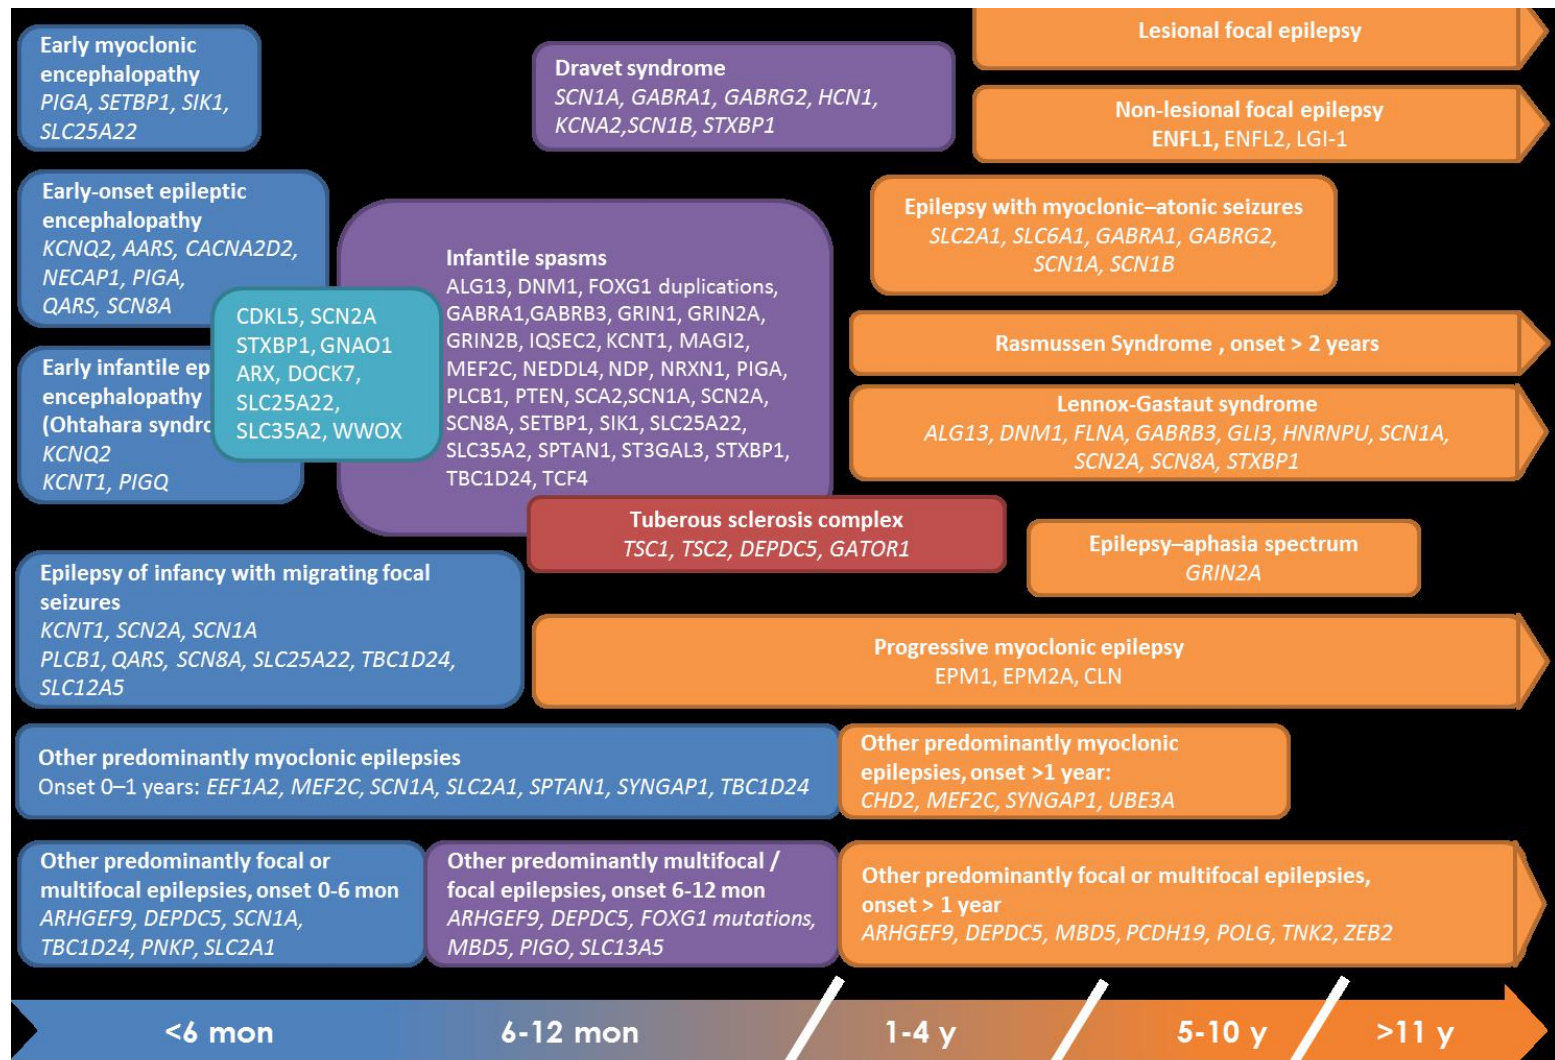 Early myoclonic
encephalopathy
PIGA, SETBP1, SIK1,
SLC25A22
Dravet syndrome
SCN1A, GABRA1, GABRG2, HCN1,
KCNA2,SCN1B, STXBP1
Lesional focal epilepsy
Non-lesional focal epilepsy
ENFL1, ENFL2, LGI-1
Early-onset epileptic
encephalopathy
KCNQ2, AARS, CACNA2D2,
NECAP1, PIGA,
QARS, SCN8A
Epilepsy with myoclonic–atonic seizures
SLC2A1, SLC6A1, GABRA1, GABRG2,
SCN1A, SCN1B
CDKL5, SCN2A
STXBP1, GNAO1
ARX, DOCK7,
SLC25A22,
SLC35A2, WWOX
Infantile spasms
ALG13, DNM1, FOXG1 duplications,
GABRA1,GABRB3, GRIN1, GRIN2A,
GRIN2B, IQSEC2, KCNT1, MAGI2,
MEF2C, NEDDL4, NDP, NRXN1, PIGA,
PLCB1, PTEN, SCA2,SCN1A, SCN2A,
SCN8A, SETBP1, SIK1, SLC25A22,
SLC35A2, SPTAN1, ST3GAL3, STXBP1,
TBC1D24, TCF4
Early infantile ep
encephalopathy
(Ohtahara syndro
KCNQ2
KCNT1, PIGQ
Rasmussen Syndrome , onset > 2 years
Lennox-Gastaut syndrome
ALG13, DNM1, FLNA, GABRB3, GLI3, HNRNPU, SCN1A,
SCN2A, SCN8A, STXBP1
Tuberous sclerosis complex
TSC1, TSC2, DEPDC5, GATOR1
Epilepsy–aphasia spectrum
GRIN2A
Epilepsy of infancy with migrating focal
seizures
KCNT1, SCN2A, SCN1A
PLCB1, QARS, SCN8A, SLC25A22, TBC1D24,
SLC12A5
Progressive myoclonic epilepsy
EPM1, EPM2A, CLN
Other predominantly myoclonic epilepsies
Onset 0–1 years: EEF1A2, MEF2C, SCN1A, SLC2A1, SPTAN1, SYNGAP1, TBC1D24
Other predominantly myoclonic
epilepsies, onset >1 year:
CHD2, MEF2C, SYNGAP1, UBE3A
Other predominantly focal or
multifocal epilepsies, onset 0-6 mon
ARHGEF9, DEPDC5, SCN1A,
TBC1D24, PNKP, SLC2A1
Other predominantly multifocal /
focal epilepsies, onset 6-12 mon
ARHGEF9, DEPDC5, FOXG1 mutations,
MBD5, PIGO, SLC13A5
Other predominantly focal or multifocal epilepsies,
onset > 1 year
ARHGEF9, DEPDC5, MBD5, PCDH19, POLG, TNK2, ZEB2
<6 mon
6-12 mon
1-4 y
5-10 y
>11 y